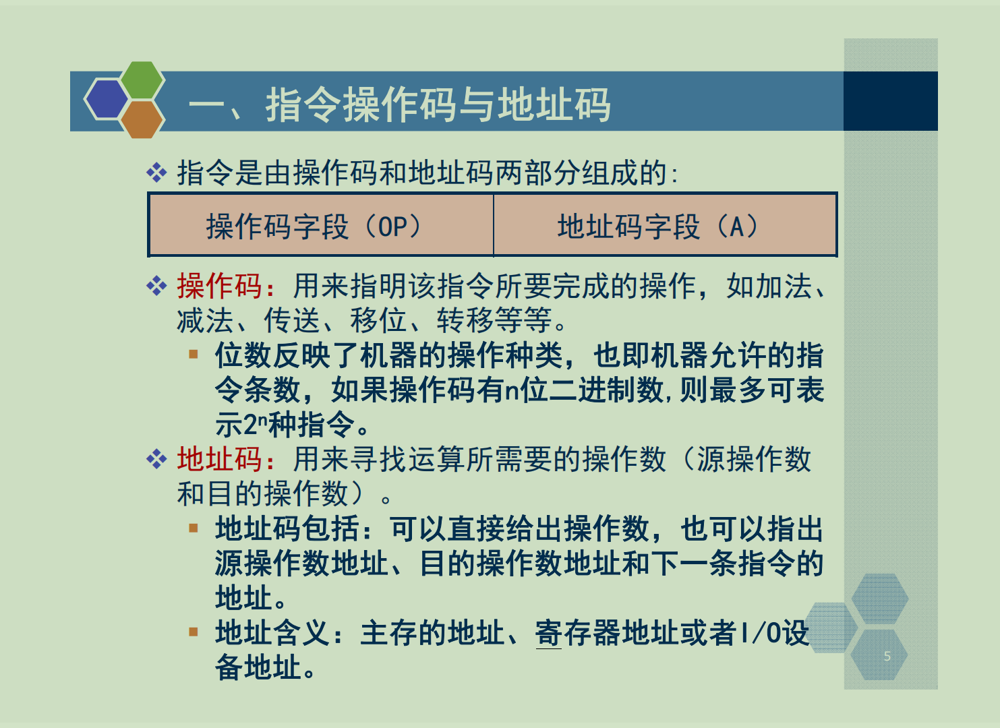 一、指令操作码与地址码
指令是由操作码和地址码两部分组成的:
操作码字段（OP） 地址码字段（A）
操作码：用来指明该指令所要完成的操作，如加法、
减法、传送、移位、转移等等。
位数反映了机器的操作种类，也即机器允许的指
令条数，如果操作码有n位二进制数,则最多可表
示2ⁿ种指令。
地址码：用来寻找运算所需要的操作数（源操作数
和目的操作数）。
地址码包括：可以直接给出操作数，也可以指出
源操作数地址、目的操作数地址和下一条指令的
地址。
地址含义：主存的地址、寄存器地址或者I/O设
备地址。
5